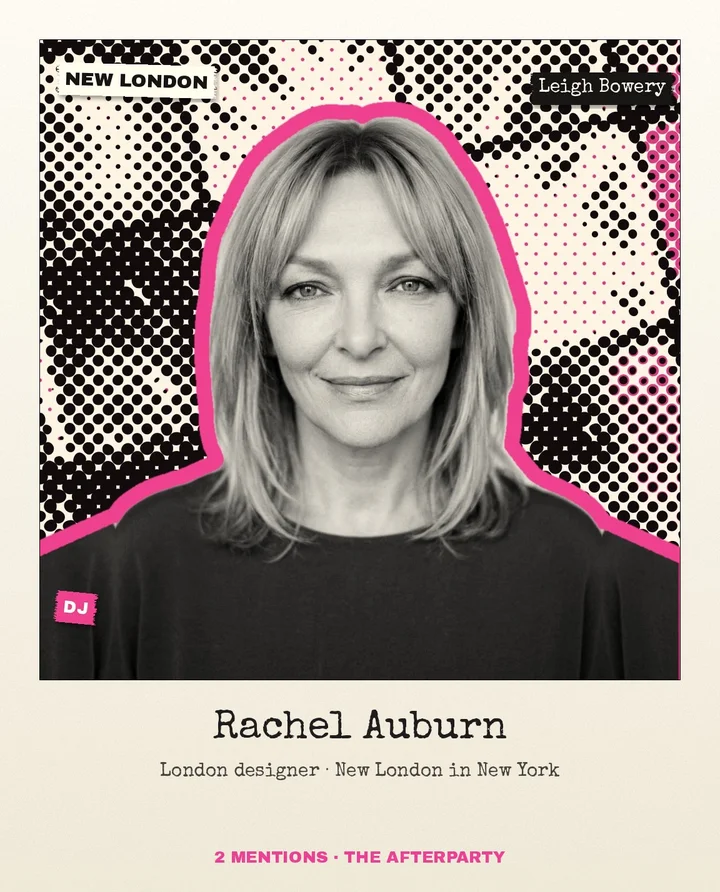 NEW LONDON
Leigh Bowery
DJ
Rachel Auburn
London designer · New London in New York
2 MENTIONS · THE AFTERPARTY